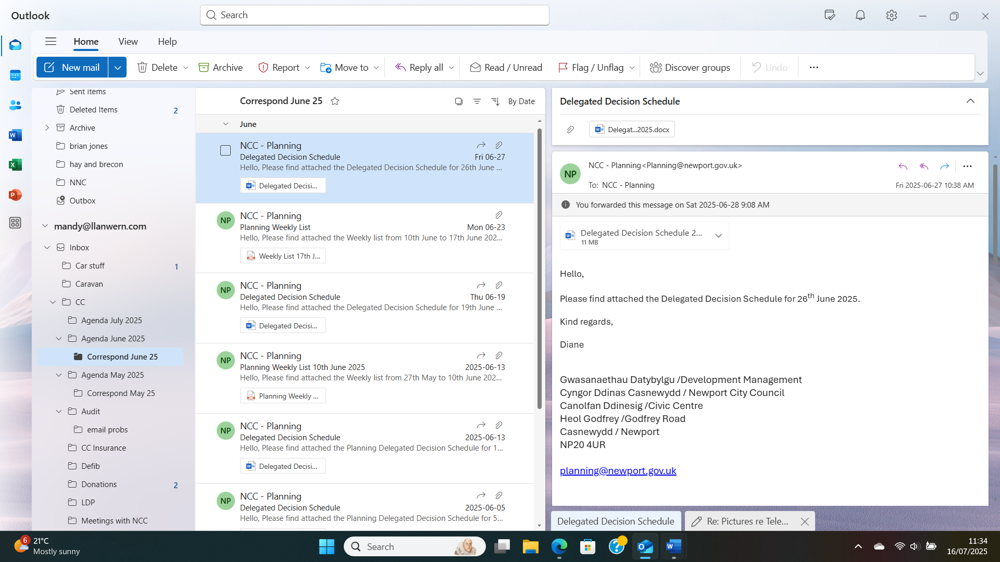 Outlook
Search
Home View Help
New mail Delete Archive Report Move to Reply all Read / Unread Flag / Unflag Discover groups Undo
Sent Items
Deleted Items 2
Archive
brian jones
hay and brecon
NNC
Outbox
mandy@llanwern.com
Inbox
Car stuff 1
Caravan
CC
Agenda July 2025
Agenda June 2025
Correspond June 25
Agenda May 2025
Correspond May 25
Audit
email probs
CC Insurance
Defib
Donations 2
LDP
Meetings with NCC
Correspond June 25 By Date
June
NCC - Planning
Delegated Decision Schedule Fri 06-27
Hello, Please find attached the Delegated Decision Schedule for 26th June ...
Delegated Decisi...
NP NCC - Planning
Planning Weekly List Mon 06-23
Hello, Please find attached the Weekly list from 10th June to 17th June 202...
Weekly List 17th J...
NP NCC - Planning
Delegated Decision Schedule Thu 06-19
Hello, Please find attached the Delegated Decision Schedule for 19th June ...
Delegated Decisi...
NP NCC - Planning
Planning Weekly List 10th June 2025 2025-06-13
Hello, Please find attached the Weekly list from 27th May to 10th June 202...
Planning Weekly ...
NP NCC - Planning
Delegated Decision Schedule 2025-06-13
Hello, Please find attached the Planning Delegated Decision Schedule for 1...
Delegated Decisi...
NP NCC - Planning
Delegated Decision Schedule 2025-06-05
Hello, Please find attached the Planning Delegated Decision Schedule for 5...
Delegated Decision Schedule
Delegat...2025.docx
NP NCC - Planning<Planning@newport.gov.uk>
To: NCC - Planning Fri 2025-06-27 10:38 AM
You forwarded this message on Sat 2025-06-28 9:08 AM
Delegated Decision Schedule 2...
11 MB
Hello,
Please find attached the Delegated Decision Schedule for 26th June 2025.
Kind regards,
Diane
Gwasanaethau Datybylgu /Development Management
Cyngor Ddinas Casnewydd / Newport City Council
Canolfan Ddinesig /Civic Centre
Heol Godfrey /Godfrey Road
Casnewydd / Newport
NP20 4UR
planning@newport.gov.uk
Delegated Decision Schedule Re: Pictures re Tele...
6 21°C
Mostly sunny
Search
11:34
16/07/2025